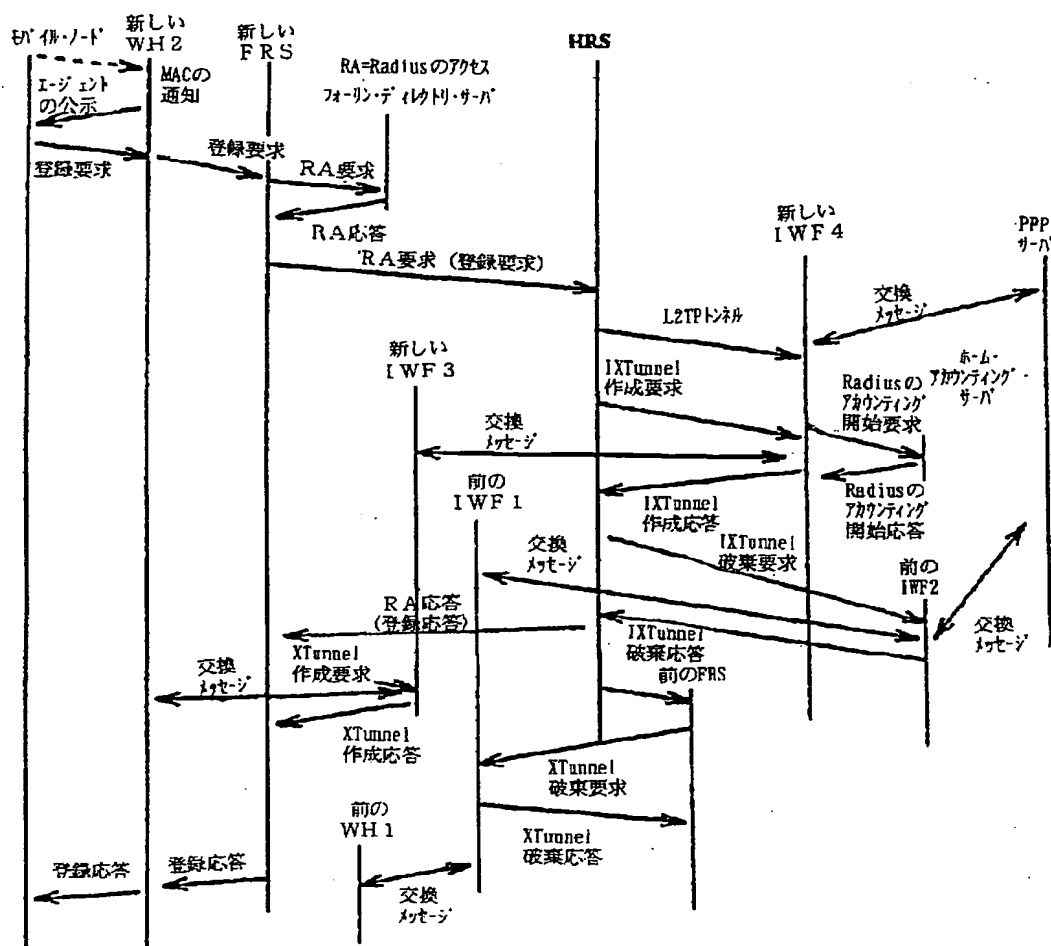 モバイル・ノード
新しい
WH2
新しい
FRS
HRS
RA=Radiusのアクセス
フォーリン・ディレクトリ・サーバ
MACの
通知
エージェント
の公示
登録要求
登録要求
RA要求
RA応答
RA要求 (登録要求)
新しい
IWF4
PPP
サーバ
交換
メッセージ
L2TPトンネル
新しい
IWF3
IXTunnel
作成要求
ホーム-
アカウンティング-
サーバ
Radiusの
アカウンティング
開始要求
交換
メッセージ
前の
IWF1
IXTunnel
作成応答
Radiusの
アカウンティング
開始応答
交換
メッセージ
IXTunnel
破棄要求
前の
IWF2
RA応答
(登録応答)
IXTunnel
破棄応答
交換
メッセージ
交換
メッセージ
XTunnel
作成要求
前のFRS
XTunnel
作成応答
XTunnel
破棄要求
前の
WH1
XTunnel
破棄応答
登録応答
登録応答
交換
メッセージ